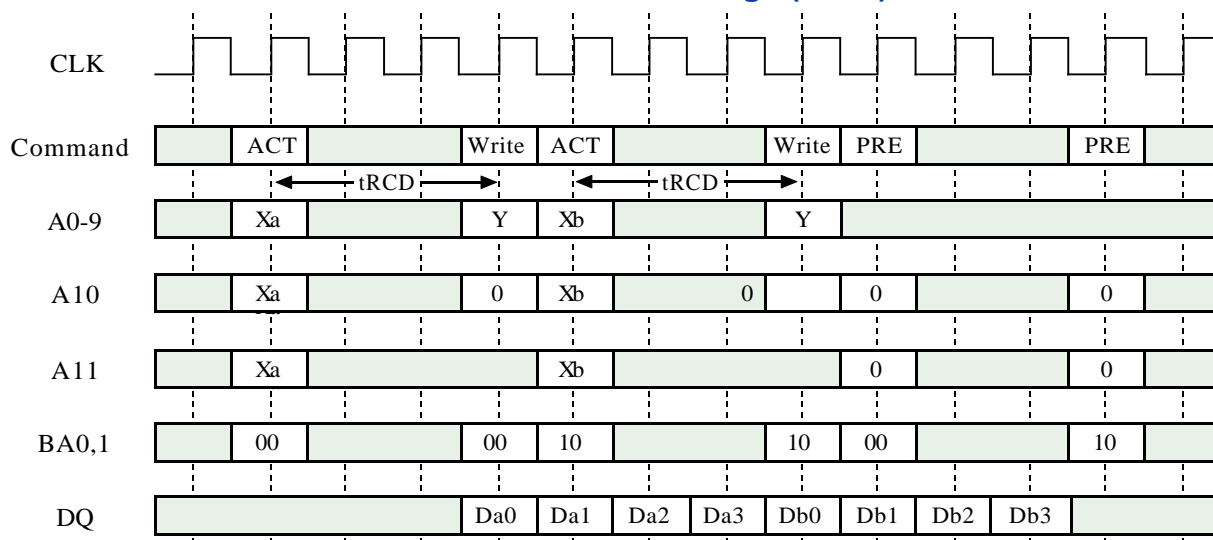 CLK
Command ACT Write ACT Write PRE PRE
tRCD tRCD
A0-9 Xa Y Xb Y
A10 Xa 0 Xb 0 0 0
A11 Xa Xb 0 0
BA0,1 00 00 10 10 00 10
DQ Da0 Da1 Da2 Da3 Db0 Db1 Db2 Db3